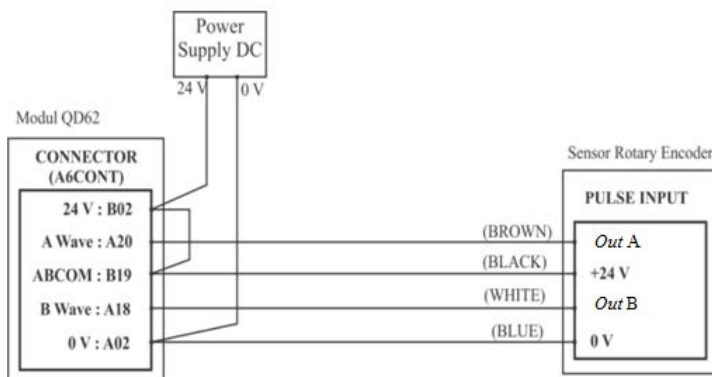 Power
Supply DC
24 V
0 V
Modul QD62
CONNECTOR
(A6CONT)
24 V : B02
A Wave : A20
ABCOM : B19
B Wave : A18
0 V : A02
(BROWN)
(BLACK)
(WHITE)
(BLUE)
Sensor Rotary Encoder
PULSE INPUT
Out A
+24 V
Out B
0 V